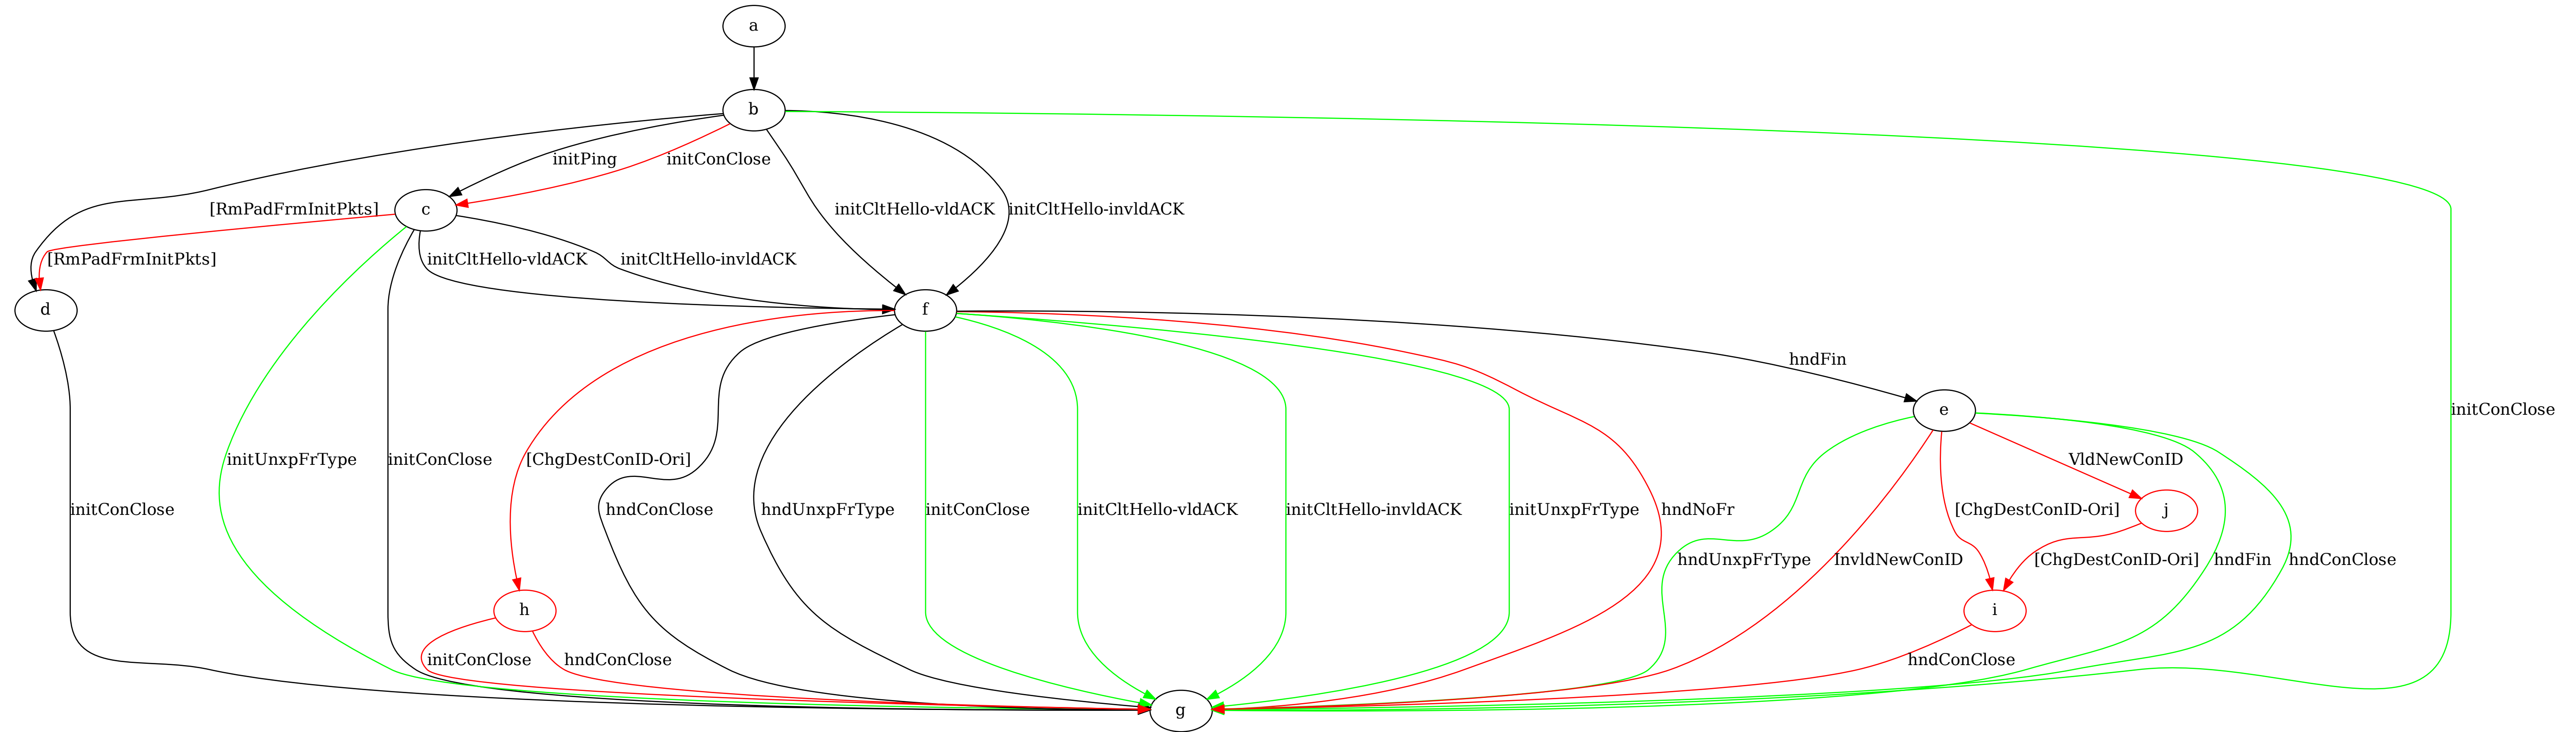 a
b
initPing
initConClose
[RmPadFrmInitPkts]
c
initCltHello-vldACK
initCltHello-invldACK
[RmPadFrmInitPkts]
initCltHello-vldACK
initCltHello-invldACK
d
f
hndFin
e
initConClose
initUnxpFrType
initConClose
[ChgDestConID-Ori]
VldNewConID
initConClose
hndConClose
hndUnxpFrType
initConClose
initCltHello-vldACK
initCltHello-invldACK
initUnxpFrType
hndNoFr
[ChgDestConID-Ori]
j
hndUnxpFrType
InvldNewConID
[ChgDestConID-Ori]
hndFin
hndConClose
h
i
initConClose
hndConClose
hndConClose
g